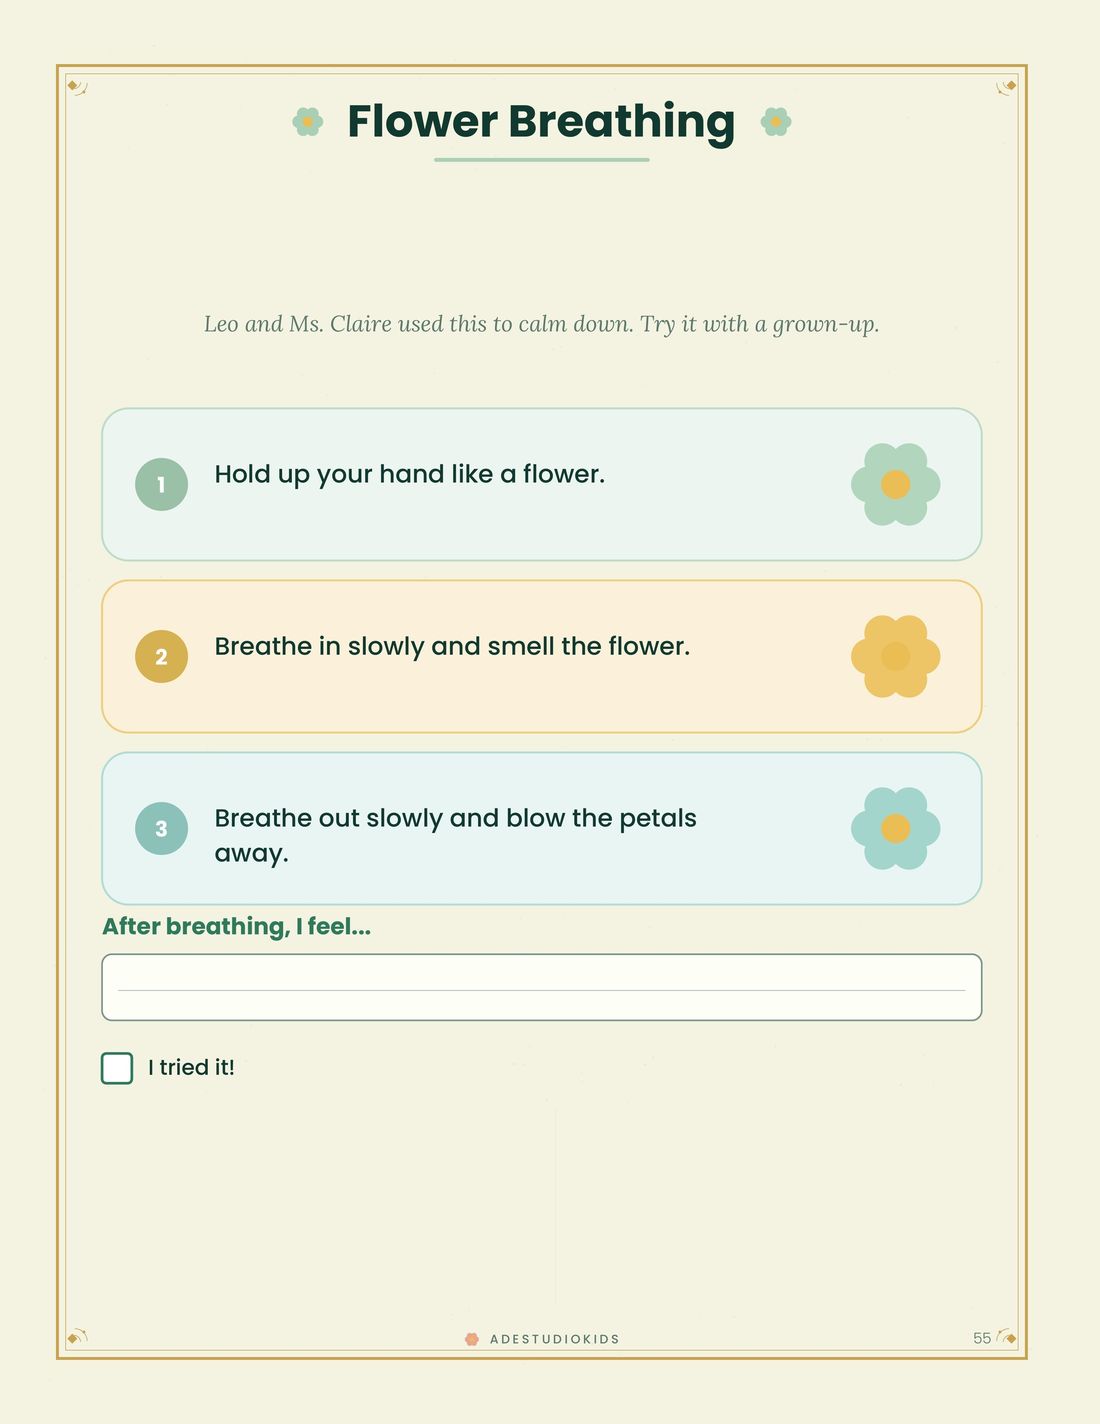 Flower Breathing
Leo and Ms. Claire used this to calm down. Try it with a grown-up.
1
Hold up your hand like a flower.
2
Breathe in slowly and smell the flower.
3
Breathe out slowly and blow the petals
away.
After breathing, I feel...
I tried it!
ADESTUDIOKIDS
55